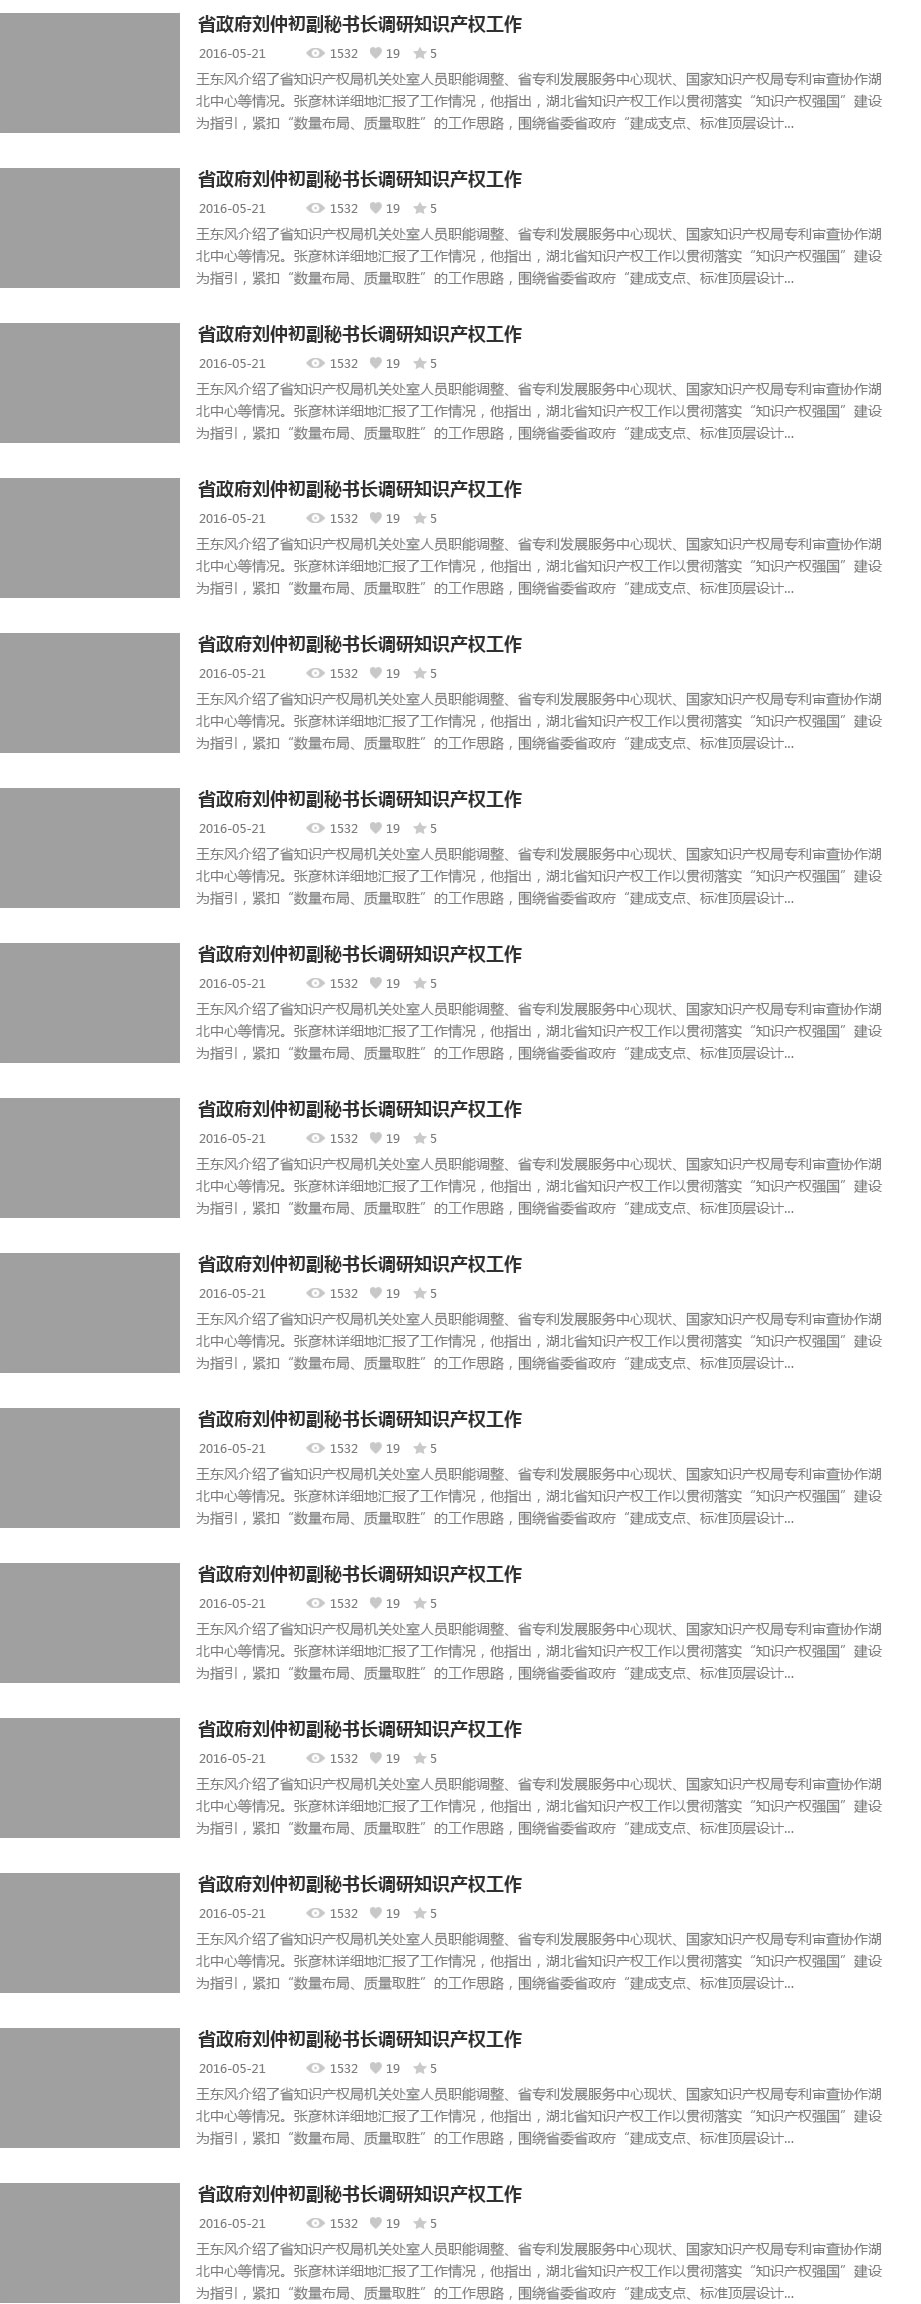 省政府刘仲初副秘书长调研知识产权工作
2016-05-21 1532 19 5
王东风介绍了省知识产权局机关处室人员职能调整、省专利发展服务中心现状、国家知识产权局专利审查协作湖
北中心等情况。张彦林详细地汇报了工作情况，他指出，湖北省知识产权工作以贯彻落实“知识产权强国”建设
为指引，紧扣“数量布局、质量取胜”的工作思路，围绕省委省政府“建成支点、标准顶层设计...
省政府刘仲初副秘书长调研知识产权工作
2016-05-21 1532 19 5
王东风介绍了省知识产权局机关处室人员职能调整、省专利发展服务中心现状、国家知识产权局专利审查协作湖
北中心等情况。张彦林详细地汇报了工作情况，他指出，湖北省知识产权工作以贯彻落实“知识产权强国”建设
为指引，紧扣“数量布局、质量取胜”的工作思路，围绕省委省政府“建成支点、标准顶层设计...
省政府刘仲初副秘书长调研知识产权工作
2016-05-21 1532 19 5
王东风介绍了省知识产权局机关处室人员职能调整、省专利发展服务中心现状、国家知识产权局专利审查协作湖
北中心等情况。张彦林详细地汇报了工作情况，他指出，湖北省知识产权工作以贯彻落实“知识产权强国”建设
为指引，紧扣“数量布局、质量取胜”的工作思路，围绕省委省政府“建成支点、标准顶层设计...
省政府刘仲初副秘书长调研知识产权工作
2016-05-21 1532 19 5
王东风介绍了省知识产权局机关处室人员职能调整、省专利发展服务中心现状、国家知识产权局专利审查协作湖
北中心等情况。张彦林详细地汇报了工作情况，他指出，湖北省知识产权工作以贯彻落实“知识产权强国”建设
为指引，紧扣“数量布局、质量取胜”的工作思路，围绕省委省政府“建成支点、标准顶层设计...
省政府刘仲初副秘书长调研知识产权工作
2016-05-21 1532 19 5
王东风介绍了省知识产权局机关处室人员职能调整、省专利发展服务中心现状、国家知识产权局专利审查协作湖
北中心等情况。张彦林详细地汇报了工作情况，他指出，湖北省知识产权工作以贯彻落实“知识产权强国”建设
为指引，紧扣“数量布局、质量取胜”的工作思路，围绕省委省政府“建成支点、标准顶层设计...
省政府刘仲初副秘书长调研知识产权工作
2016-05-21 1532 19 5
王东风介绍了省知识产权局机关处室人员职能调整、省专利发展服务中心现状、国家知识产权局专利审查协作湖
北中心等情况。张彦林详细地汇报了工作情况，他指出，湖北省知识产权工作以贯彻落实“知识产权强国”建设
为指引，紧扣“数量布局、质量取胜”的工作思路，围绕省委省政府“建成支点、标准顶层设计...
省政府刘仲初副秘书长调研知识产权工作
2016-05-21 1532 19 5
王东风介绍了省知识产权局机关处室人员职能调整、省专利发展服务中心现状、国家知识产权局专利审查协作湖
北中心等情况。张彦林详细地汇报了工作情况，他指出，湖北省知识产权工作以贯彻落实“知识产权强国”建设
为指引，紧扣“数量布局、质量取胜”的工作思路，围绕省委省政府“建成支点、标准顶层设计...
省政府刘仲初副秘书长调研知识产权工作
2016-05-21 1532 19 5
王东风介绍了省知识产权局机关处室人员职能调整、省专利发展服务中心现状、国家知识产权局专利审查协作湖
北中心等情况。张彦林详细地汇报了工作情况，他指出，湖北省知识产权工作以贯彻落实“知识产权强国”建设
为指引，紧扣“数量布局、质量取胜”的工作思路，围绕省委省政府“建成支点、标准顶层设计...
省政府刘仲初副秘书长调研知识产权工作
2016-05-21 1532 19 5
王东风介绍了省知识产权局机关处室人员职能调整、省专利发展服务中心现状、国家知识产权局专利审查协作湖
北中心等情况。张彦林详细地汇报了工作情况，他指出，湖北省知识产权工作以贯彻落实“知识产权强国”建设
为指引，紧扣“数量布局、质量取胜”的工作思路，围绕省委省政府“建成支点、标准顶层设计...
省政府刘仲初副秘书长调研知识产权工作
2016-05-21 1532 19 5
王东风介绍了省知识产权局机关处室人员职能调整、省专利发展服务中心现状、国家知识产权局专利审查协作湖
北中心等情况。张彦林详细地汇报了工作情况，他指出，湖北省知识产权工作以贯彻落实“知识产权强国”建设
为指引，紧扣“数量布局、质量取胜”的工作思路，围绕省委省政府“建成支点、标准顶层设计...
省政府刘仲初副秘书长调研知识产权工作
2016-05-21 1532 19 5
王东风介绍了省知识产权局机关处室人员职能调整、省专利发展服务中心现状、国家知识产权局专利审查协作湖
北中心等情况。张彦林详细地汇报了工作情况，他指出，湖北省知识产权工作以贯彻落实“知识产权强国”建设
为指引，紧扣“数量布局、质量取胜”的工作思路，围绕省委省政府“建成支点、标准顶层设计...
省政府刘仲初副秘书长调研知识产权工作
2016-05-21 1532 19 5
王东风介绍了省知识产权局机关处室人员职能调整、省专利发展服务中心现状、国家知识产权局专利审查协作湖
北中心等情况。张彦林详细地汇报了工作情况，他指出，湖北省知识产权工作以贯彻落实“知识产权强国”建设
为指引，紧扣“数量布局、质量取胜”的工作思路，围绕省委省政府“建成支点、标准顶层设计...
省政府刘仲初副秘书长调研知识产权工作
2016-05-21 1532 19 5
王东风介绍了省知识产权局机关处室人员职能调整、省专利发展服务中心现状、国家知识产权局专利审查协作湖
北中心等情况。张彦林详细地汇报了工作情况，他指出，湖北省知识产权工作以贯彻落实“知识产权强国”建设
为指引，紧扣“数量布局、质量取胜”的工作思路，围绕省委省政府“建成支点、标准顶层设计...
省政府刘仲初副秘书长调研知识产权工作
2016-05-21 1532 19 5
王东风介绍了省知识产权局机关处室人员职能调整、省专利发展服务中心现状、国家知识产权局专利审查协作湖
北中心等情况。张彦林详细地汇报了工作情况，他指出，湖北省知识产权工作以贯彻落实“知识产权强国”建设
为指引，紧扣“数量布局、质量取胜”的工作思路，围绕省委省政府“建成支点、标准顶层设计...
省政府刘仲初副秘书长调研知识产权工作
2016-05-21 1532 19 5
王东风介绍了省知识产权局机关处室人员职能调整、省专利发展服务中心现状、国家知识产权局专利审查协作湖
北中心等情况。张彦林详细地汇报了工作情况，他指出，湖北省知识产权工作以贯彻落实“知识产权强国”建设
为指引，紧扣“数量布局、质量取胜”的工作思路，围绕省委省政府“建成支点、标准顶层设计...